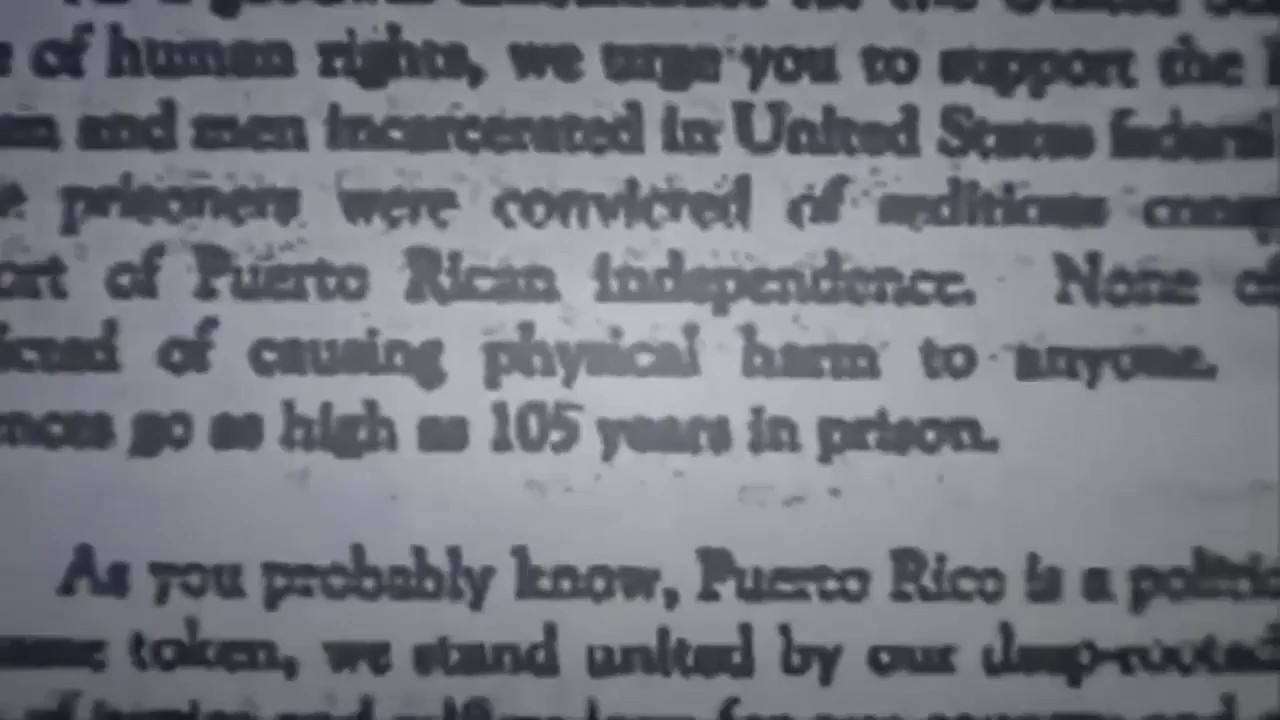 of human rights, we urge you to support the
and men incarcerated in United States federal
prisoners were convicted of seditious
of Puerto Rican independence. None of
of causing physical harm to anyone.
go as high as 105 years in prison.
As you probably know, Puerto Rico is a
token, we stand united by our deep-rooted